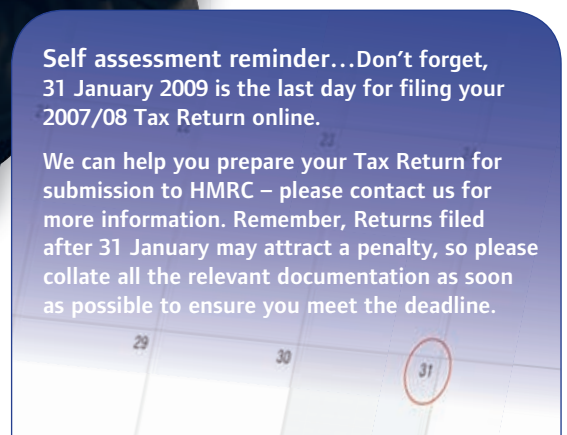 Self assessment reminder…Don’t forget,
31 January 2009 is the last day for filing your
2007/08 Tax Return online.
We can help you prepare your Tax Return for
submission to HMRC – please contact us for
more information. Remember, Returns filed
after 31 January may attract a penalty, so please
collate all the relevant documentation as soon
as possible to ensure you meet the deadline.
22
23
29
30
31